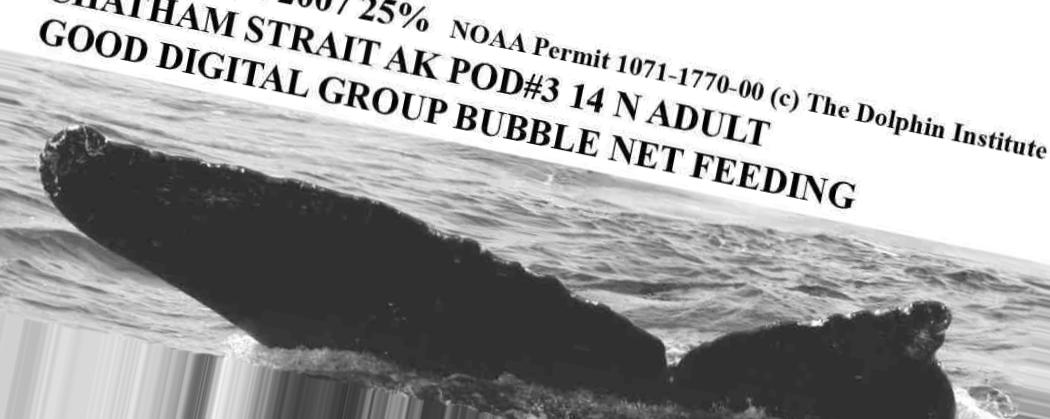 2007 25% NOAA Permit 1071-1770-00 (c) The Dolphin Institute
CHATHAM STRAIT AK POD#3 14 N ADULT
GOOD DIGITAL GROUP BUBBLE NET FEEDING